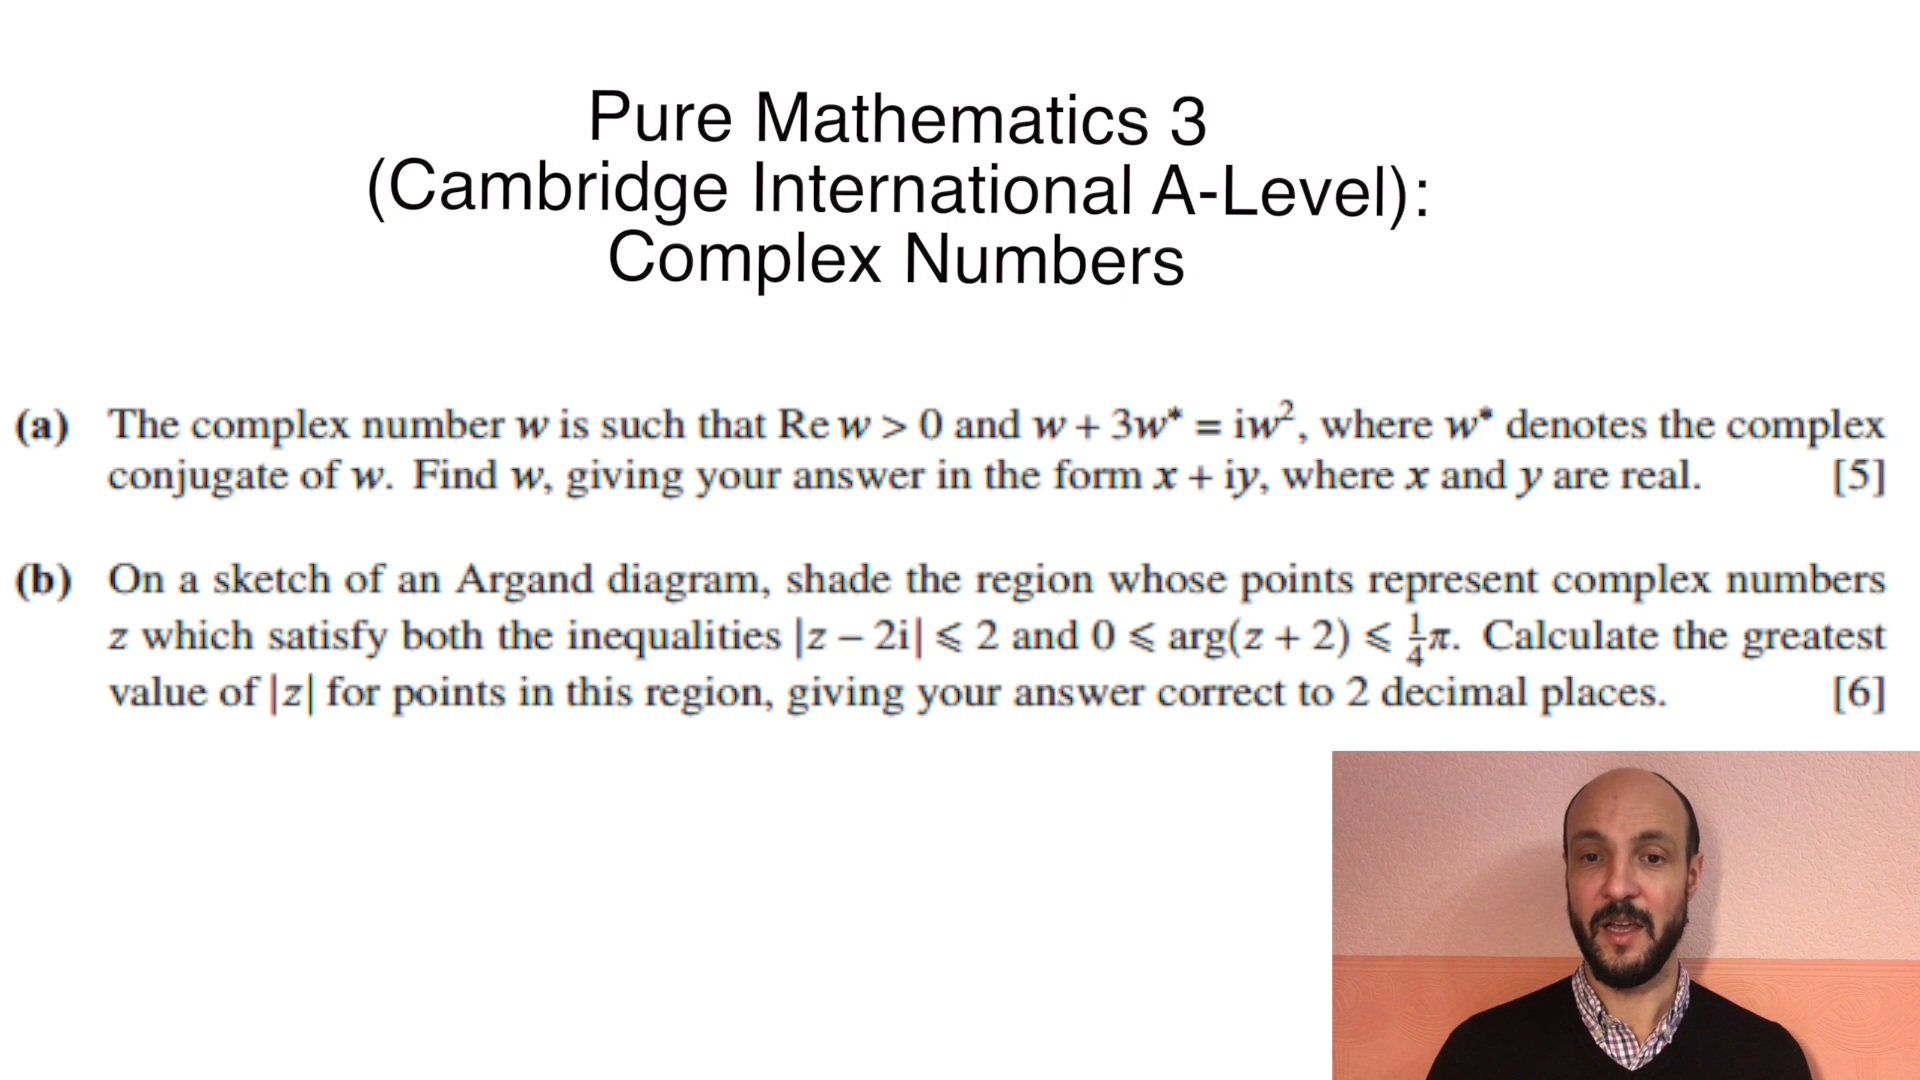 Pure Mathematics 3
(Cambridge International A-Level):
Complex Numbers
(a) The complex number w is such that Re w > 0 and w + 3w* = iw², where w* denotes the complex
conjugate of w. Find w, giving your answer in the form x + iy, where x and y are real. [5]
(b) On a sketch of an Argand diagram, shade the region whose points represent complex numbers
z which satisfy both the inequalities |z − 2i| ⩽ 2 and 0 ⩽ arg(z + 2) ⩽ ¼π. Calculate the greatest
value of |z| for points in this region, giving your answer correct to 2 decimal places. [6]